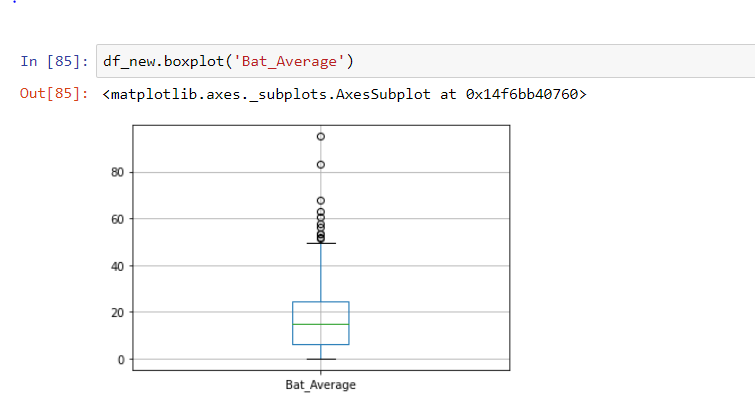 In [85]: df_new.boxplot('Bat_Average')
Out[85]: <matplotlib.axes._subplots.AxesSubplot at 0x14f6bb40760>
80
60
40
20
0
Bat_Average